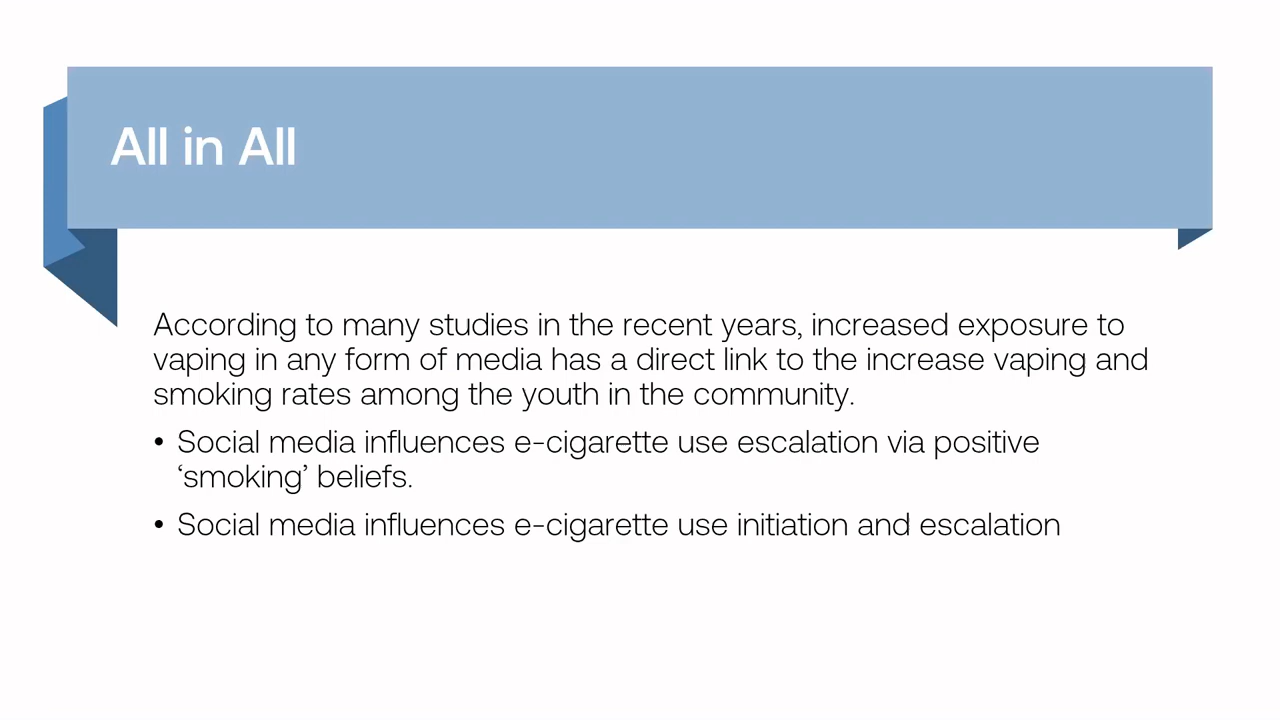 All in All
According to many studies in the recent years, increased exposure to
vaping in any form of media has a direct link to the increase vaping and
smoking rates among the youth in the community.
• Social media influences e-cigarette use escalation via positive
‘smoking’ beliefs.
• Social media influences e-cigarette use initiation and escalation